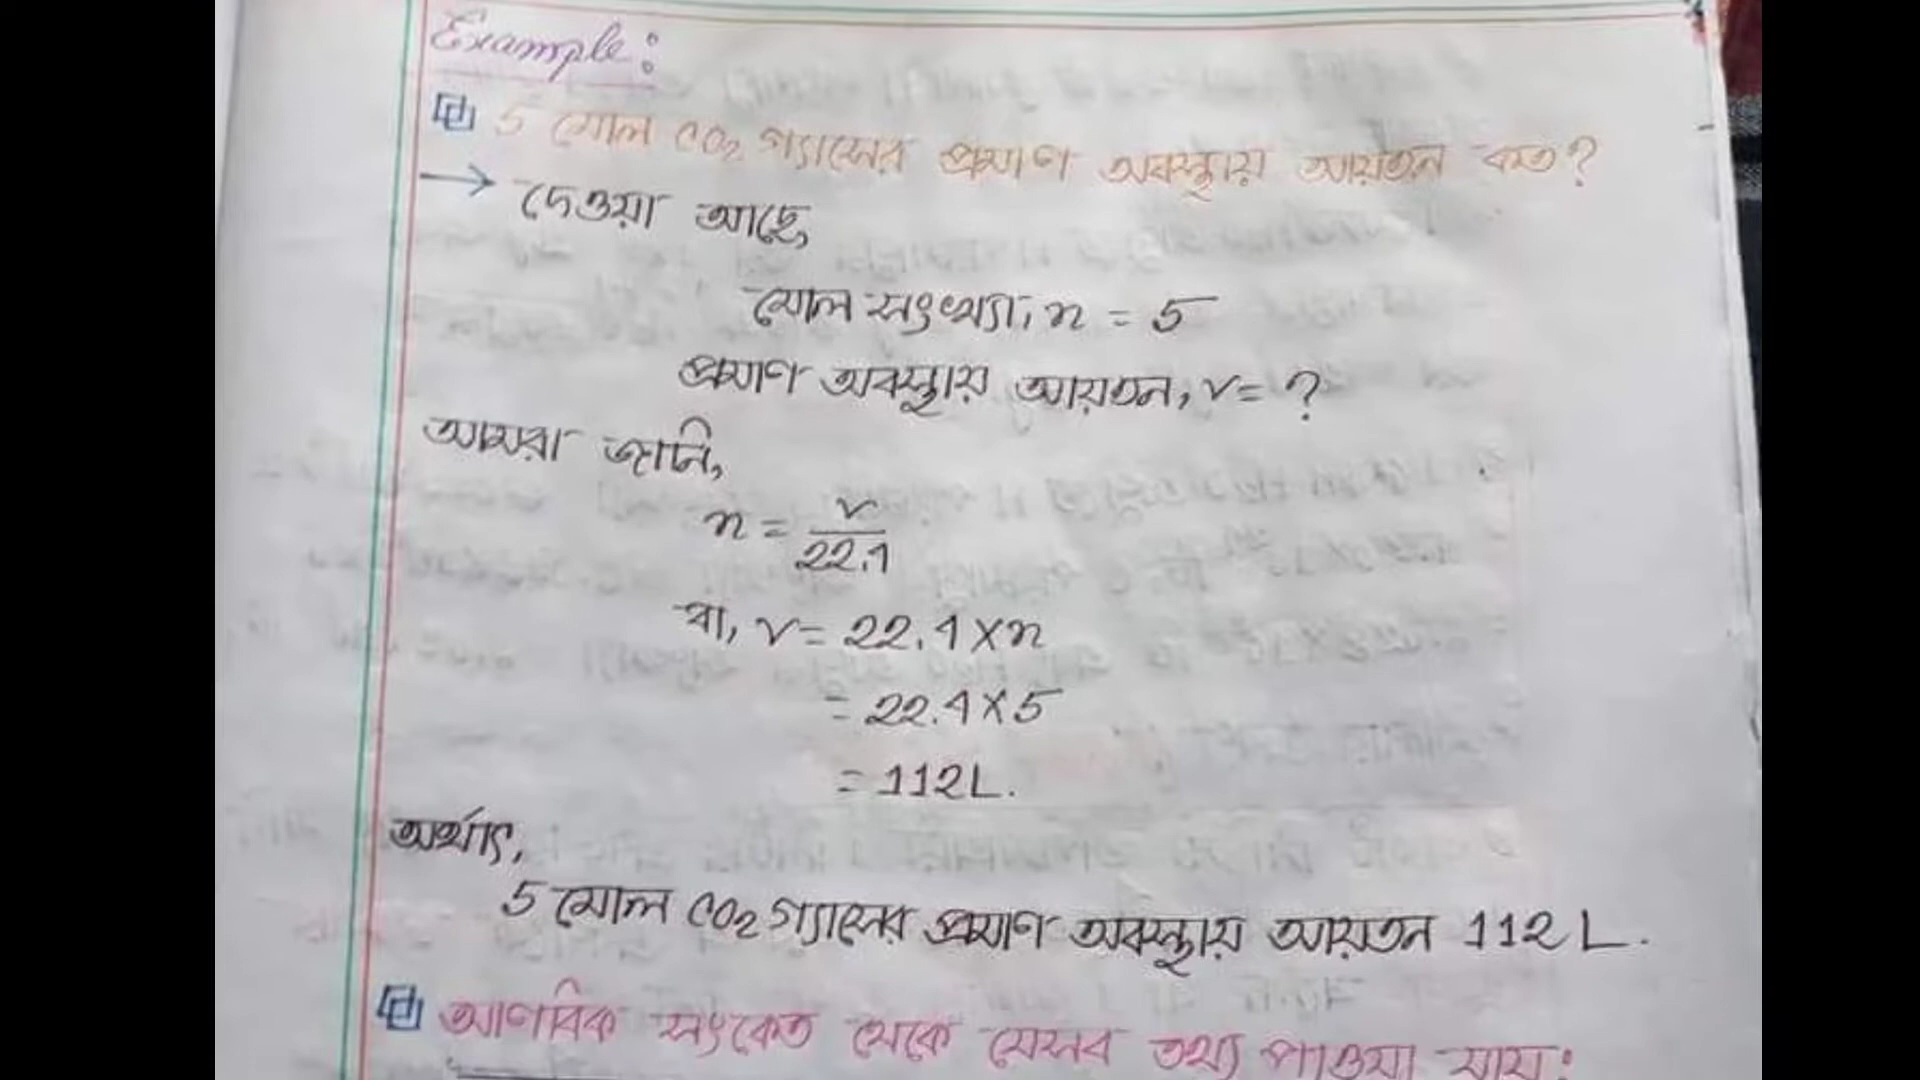 Example:
5 মোল CO₂ গ্যাসের প্রমাণ অবস্থায় আয়তন কত?
→ দেওয়া আছে,
মোল সংখ্যা, n = 5
প্রমাণ অবস্থায় আয়তন, v = ?
আমরা জানি,
n = v/22.4
বা, v = 22.4 × n
= 22.4 × 5
= 112 L.
অর্থাৎ,
5 মোল CO₂ গ্যাসের প্রমাণ অবস্থায় আয়তন 112 L.
আণবিক সংকেত থেকে যেসব তথ্য পাওয়া যায়: